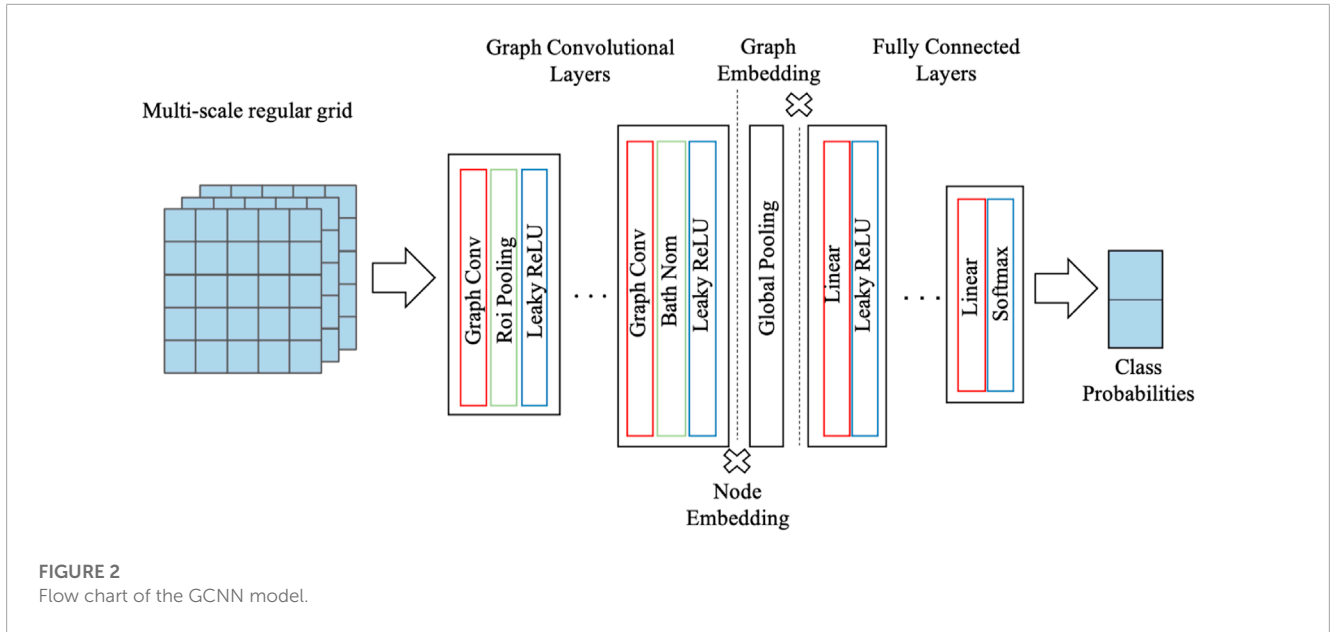 Graph Convolutional
Layers
Graph
Embedding
Fully Connected
Layers
Multi-scale regular grid
Graph Conv
Roi Pooling
Leaky ReLU
...
Graph Conv
Bath Nom
Leaky ReLU
Global Pooling
Linear
Leaky ReLU
...
Linear
Softmax
Class
Probabilities
Node
Embedding
FIGURE 2
Flow chart of the GCNN model.